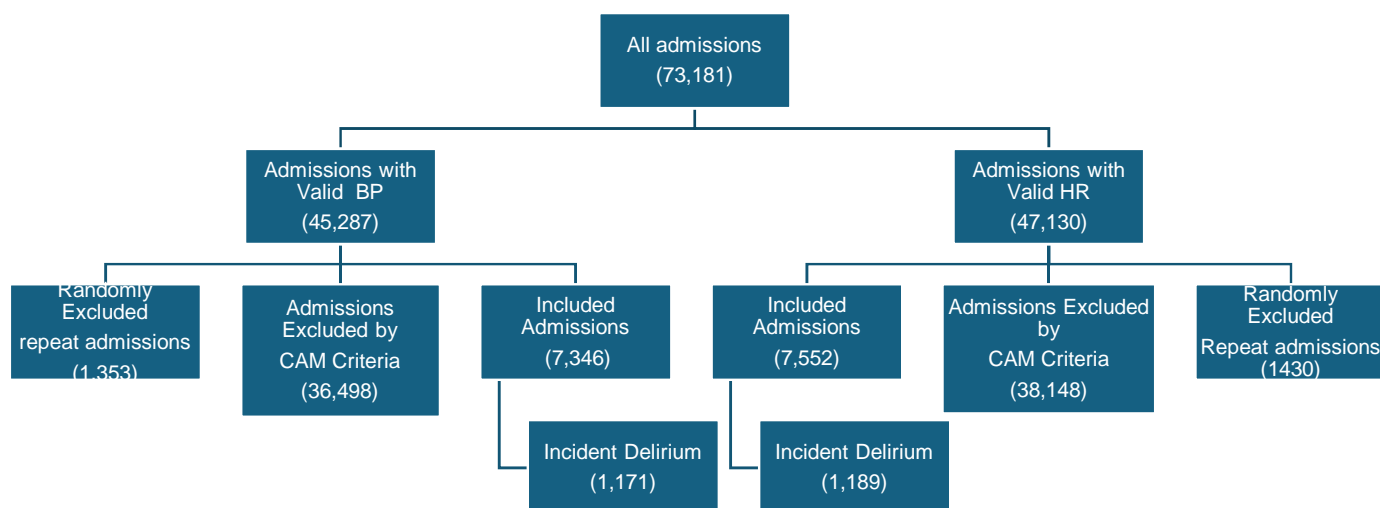 All admissions
(73,181)
Admissions with
Valid BP
(45,287)
Admissions with
Valid HR
(47,130)
Randomly
Excluded
repeat admissions
(1,353)
Admissions
Excluded by
CAM Criteria
(36,498)
Included
Admissions
(7,346)
Included
Admissions
(7,552)
Admissions Excluded
by
CAM Criteria
(38,148)
Randomly
Excluded
Repeat admissions
(1430)
Incident Delirium
(1,171)
Incident Delirium
(1,189)